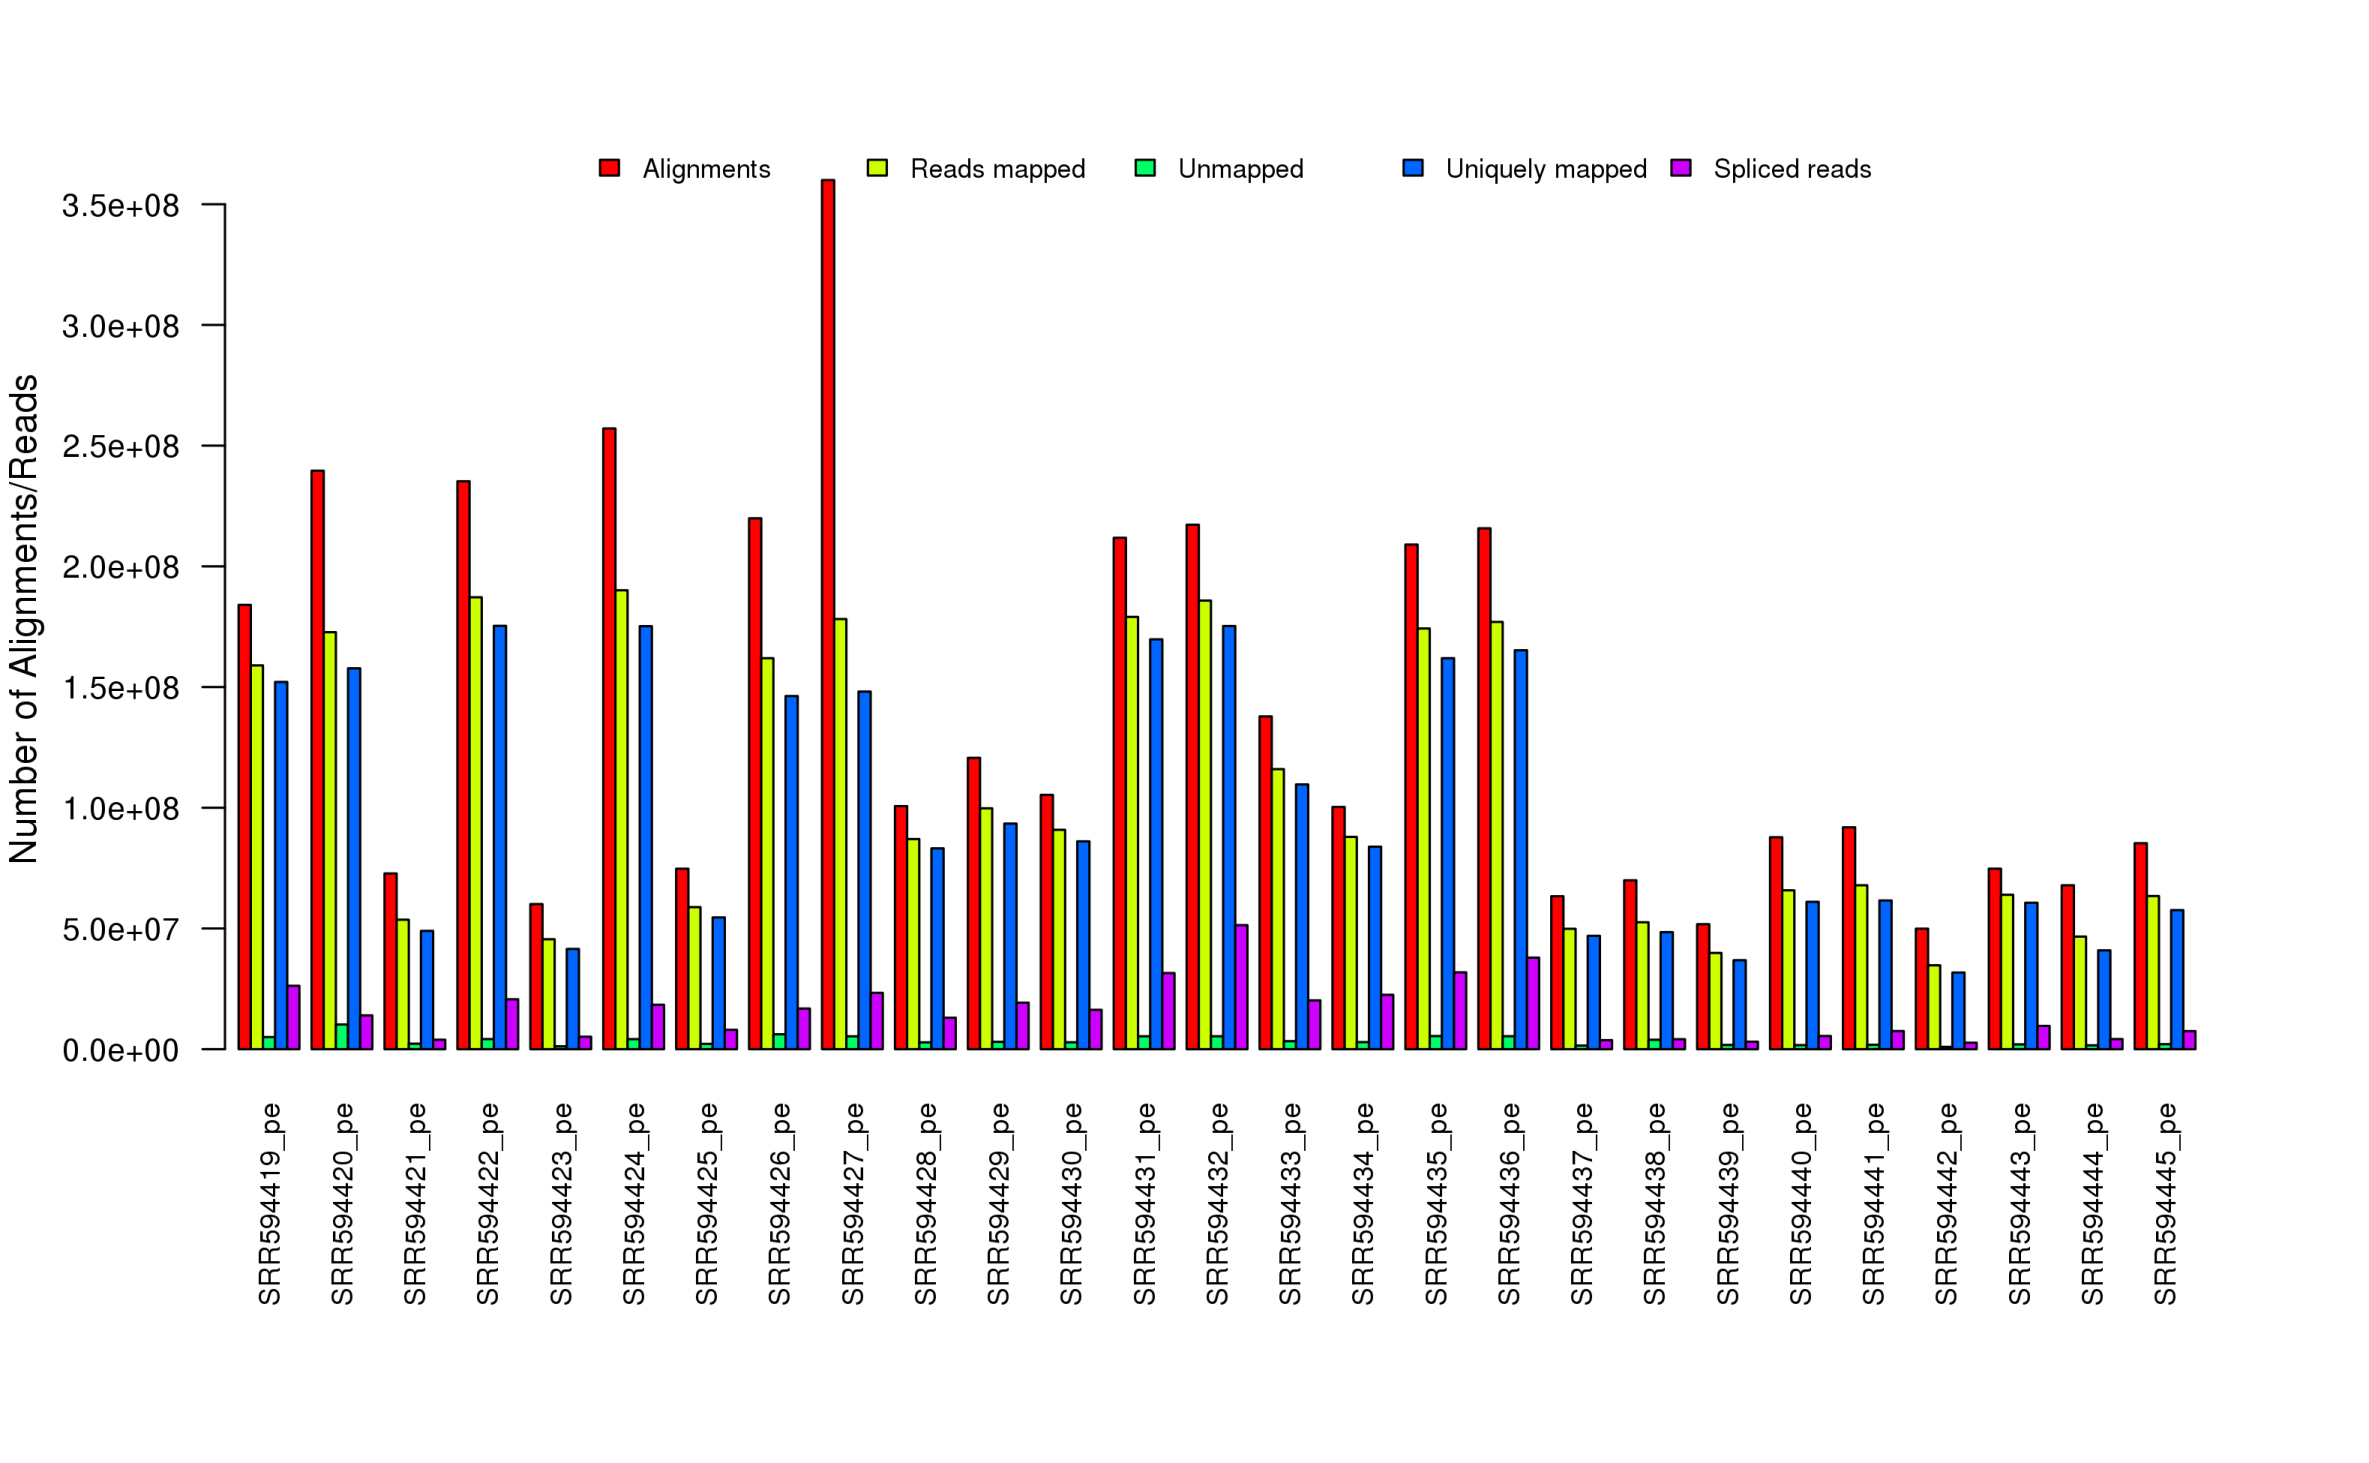 Alignments
Reads mapped
Unmapped
Uniquely mapped
Spliced reads
Number of Alignments/Reads
3.5e+08
3.0e+08
2.5e+08
2.0e+08
1.5e+08
1.0e+08
5.0e+07
0.0e+00
SRR594419_pe
SRR594420_pe
SRR594421_pe
SRR594422_pe
SRR594423_pe
SRR594424_pe
SRR594425_pe
SRR594426_pe
SRR594427_pe
SRR594428_pe
SRR594429_pe
SRR594430_pe
SRR594431_pe
SRR594432_pe
SRR594433_pe
SRR594434_pe
SRR594435_pe
SRR594436_pe
SRR594437_pe
SRR594438_pe
SRR594439_pe
SRR594440_pe
SRR594441_pe
SRR594442_pe
SRR594443_pe
SRR594444_pe
SRR594445_pe